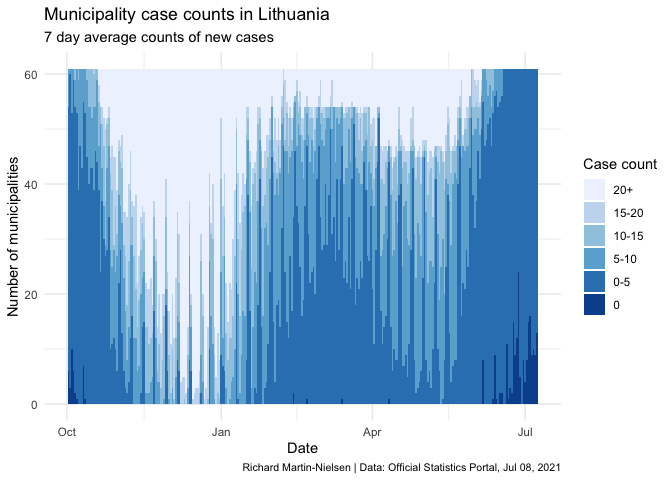 Municipality case counts in Lithuania
7 day average counts of new cases
Number of municipalities
60
40
20
0
Oct
Jan
Apr
Jul
Date
Case count
20+
15-20
10-15
5-10
0-5
0
Richard Martin-Nielsen | Data: Official Statistics Portal, Jul 08, 2021